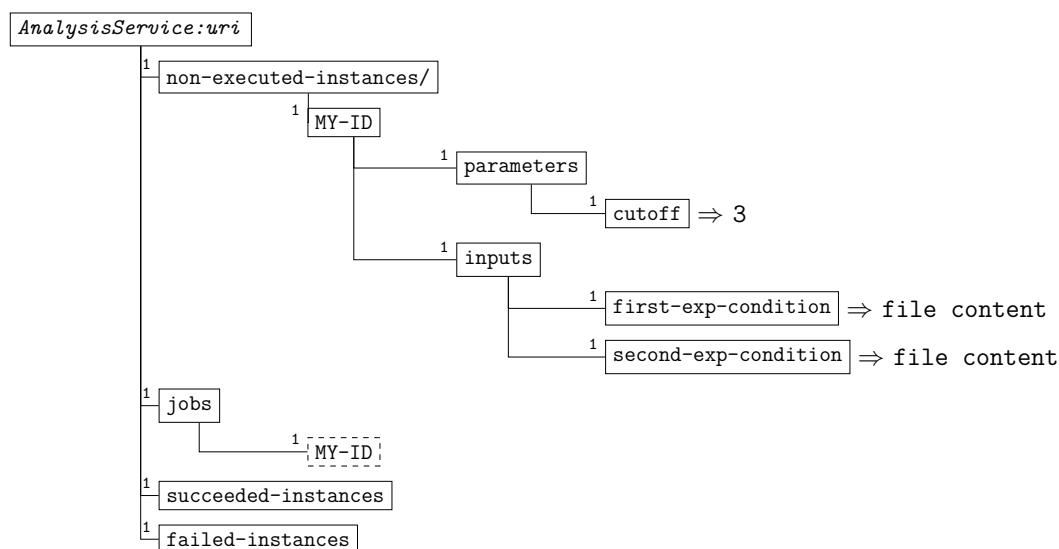 AnalysisService:uri
1 non-executed-instances/
1 MY-ID
1 parameters
1 cutoff ⇒ 3
1 inputs
1 first-exp-condition ⇒ file content
1 second-exp-condition ⇒ file content
1 jobs
1 MY-ID
1 succeeded-instances
1 failed-instances